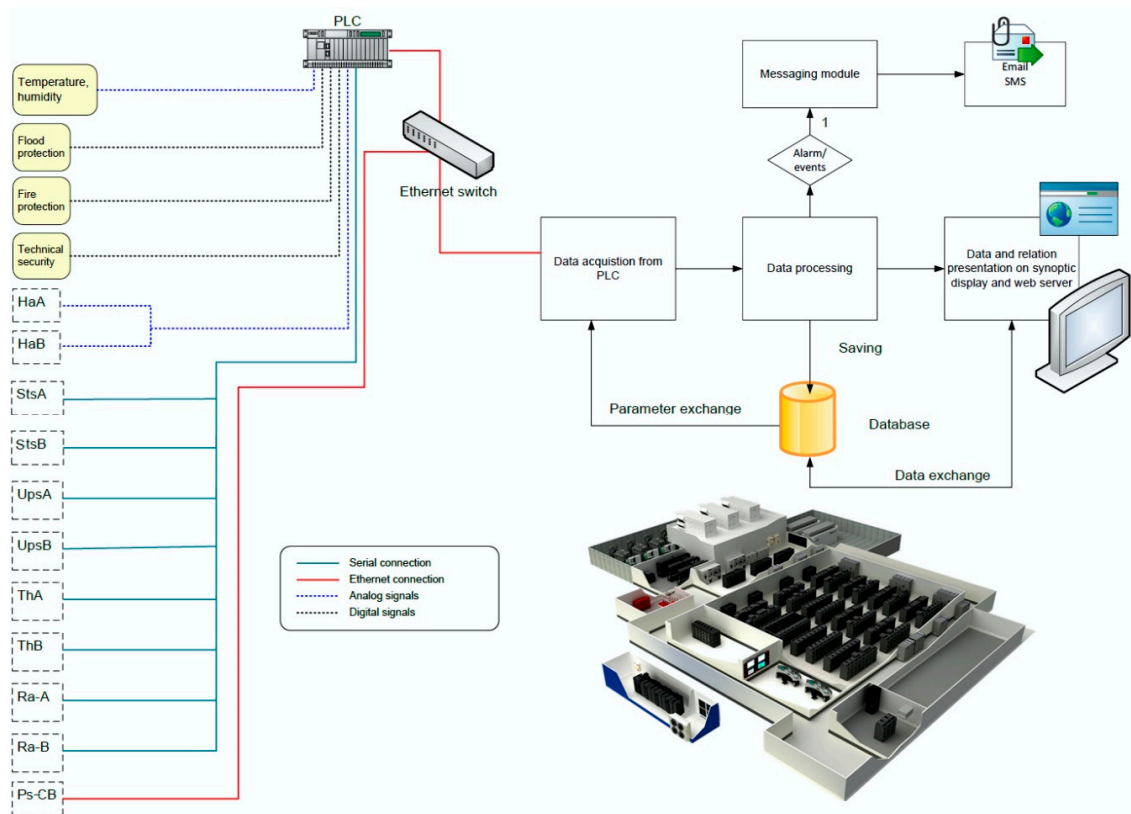 PLC
Temperature,
humidity
Flood
protection
Fire
protection
Technical
security
HaA
HaB
StsA
StsB
UpsA
UpsB
ThA
ThB
Ra-A
Ra-B
Ps-CB
Ethernet switch
Serial connection
Ethernet connection
Analog signals
Digital signals
Messaging module
Email
SMS
1
Alarm/
events
Data acquistion from
PLC
Data processing
Data and relation
presentation on synoptic
display and web server
Saving
Parameter exchange
Database
Data exchange